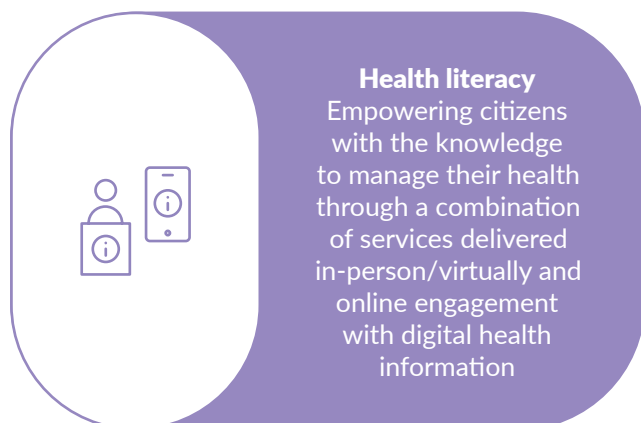 Health literacy
Empowering citizens
with the knowledge
to manage their health
through a combination
of services delivered
in-person/virtually and
online engagement
with digital health
information